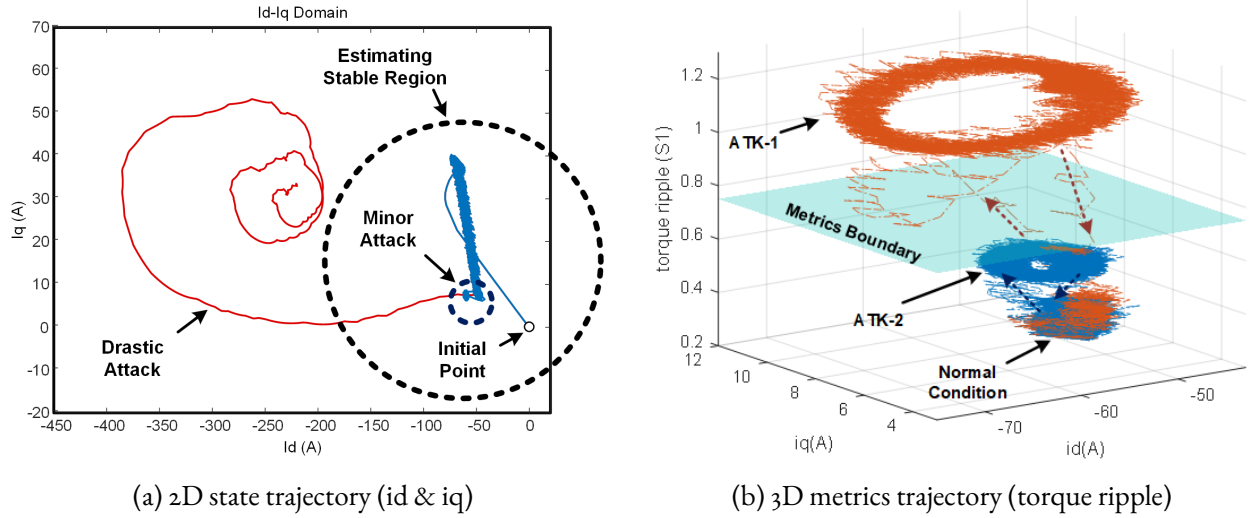 Id-Iq Domain
70
60
50
40
30
20
10
0
-10
-20
Iq (A)
-450
-400
-350
-300
-250
-200
-150
-100
-50
0
Id (A)
Estimating
Stable Region
Minor
Attack
Drastic
Attack
Initial
Point
(a) 2D state trajectory (id & iq)
1.2
1
0.8
0.6
0.4
0.2
torque ripple (S1)
12
10
8
6
4
iq(A)
-70
-60
-50
id(A)
ATK-1
Metrics Boundary
ATK-2
Normal
Condition
(b) 3D metrics trajectory (torque ripple)